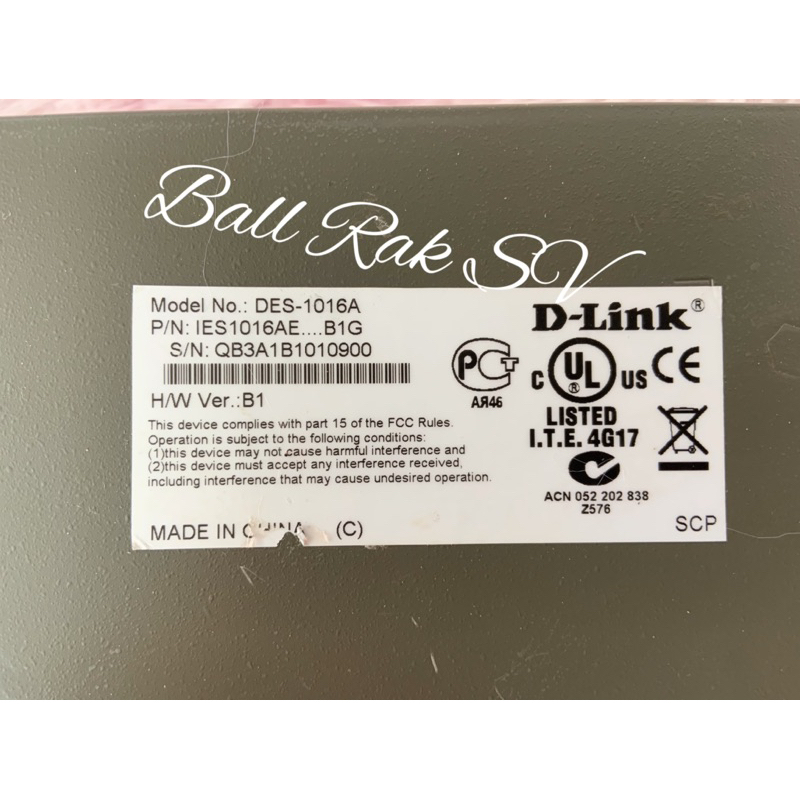 Ball Rak SV
Model No.: DES-1016A
P/N: IES1016AE....B1G
S/N: QB3A1B1010900
H/W Ver.:B1
This device complies with part 15 of the FCC Rules.
Operation is subject to the following conditions:
(1)this device may not cause harmful interference and
(2)this device must accept any interference received,
including interference that may cause undesired operation.
MADE IN CHINA (C)
D-Link®
РСТ
АЯ46
C UL® US CE
LISTED
I.T.E. 4G17
ACN 052 202 838
Z576
SCP